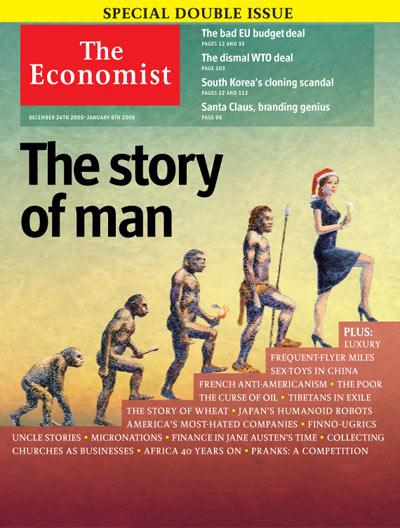 SPECIAL DOUBLE ISSUE
The
Economist
DECEMBER 24TH 2005-JANUARY 6TH 2006
The bad EU budget deal
PAGES 12 AND 33
The dismal WTO deal
PAGE 103
South Korea's cloning scandal
PAGES 12 AND 113
Santa Claus, branding genius
PAGE 96
The story
of man
PLUS:
LUXURY
FREQUENT-FLYER MILES
SEX-TOYS IN CHINA
FRENCH ANTI-AMERICANISM • THE POOR
THE CURSE OF OIL • TIBETANS IN EXILE
THE STORY OF WHEAT • JAPAN'S HUMANOID ROBOTS
AMERICA'S MOST-HATED COMPANIES • FINNO-UGRICS
UNCLE STORIES • MICRONATIONS • FINANCE IN JANE AUSTEN'S TIME • COLLECTING
CHURCHES AS BUSINESSES • AFRICA 40 YEARS ON • PRANKS: A COMPETITION